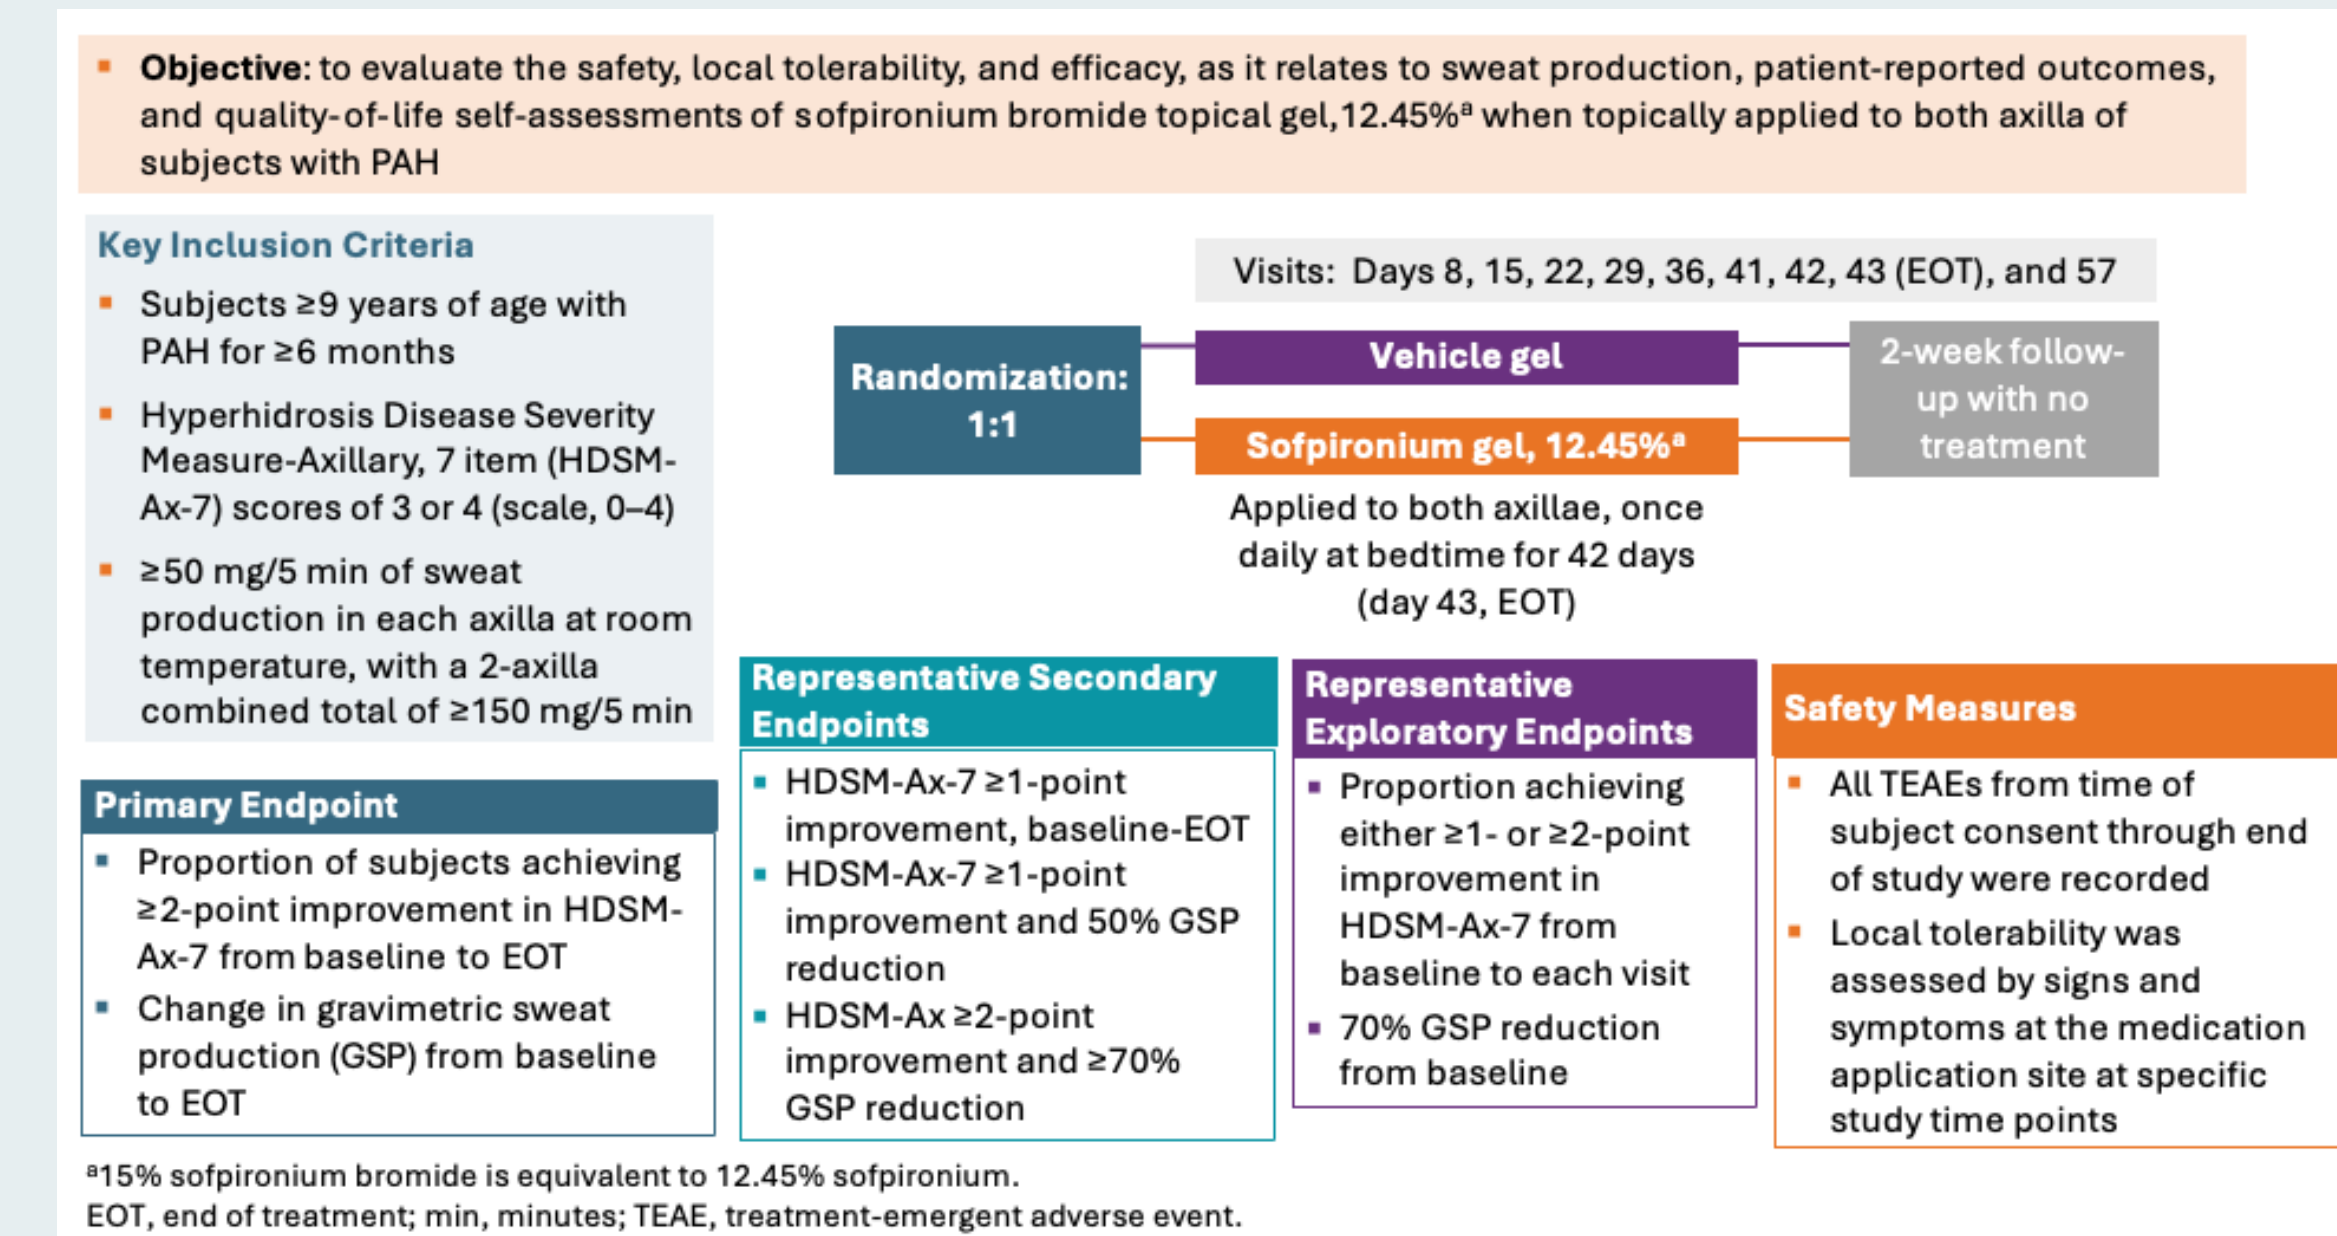 ▪ Objective: to evaluate the safety, local tolerability, and efficacy, as it relates to sweat production, patient-reported outcomes,
and quality-of-life self-assessments of sofpironium bromide topical gel,12.45%ᵃ when topically applied to both axilla of
subjects with PAH
Key Inclusion Criteria
▪ Subjects ≥9 years of age with
PAH for ≥6 months
▪ Hyperhidrosis Disease Severity
Measure-Axillary, 7 item (HDSM-
Ax-7) scores of 3 or 4 (scale, 0–4)
▪ ≥50 mg/5 min of sweat
production in each axilla at room
temperature, with a 2-axilla
combined total of ≥150 mg/5 min
Visits: Days 8, 15, 22, 29, 36, 41, 42, 43 (EOT), and 57
Randomization:
1:1
Vehicle gel
Sofpironium gel, 12.45%ᵃ
Applied to both axillae, once
daily at bedtime for 42 days
(day 43, EOT)
2-week follow-
up with no
treatment
Primary Endpoint
▪ Proportion of subjects achieving
≥2-point improvement in HDSM-
Ax-7 from baseline to EOT
▪ Change in gravimetric sweat
production (GSP) from baseline
to EOT
Representative Secondary
Endpoints
▪ HDSM-Ax-7 ≥1-point
improvement, baseline-EOT
▪ HDSM-Ax-7 ≥1-point
improvement and 50% GSP
reduction
▪ HDSM-Ax ≥2-point
improvement and ≥70%
GSP reduction
Representative
Exploratory Endpoints
▪ Proportion achieving
either ≥1- or ≥2-point
improvement in
HDSM-Ax-7 from
baseline to each visit
▪ 70% GSP reduction
from baseline
Safety Measures
▪ All TEAEs from time of
subject consent through end
of study were recorded
▪ Local tolerability was
assessed by signs and
symptoms at the medication
application site at specific
study time points
ᵃ15% sofpironium bromide is equivalent to 12.45% sofpironium.
EOT, end of treatment; min, minutes; TEAE, treatment-emergent adverse event.